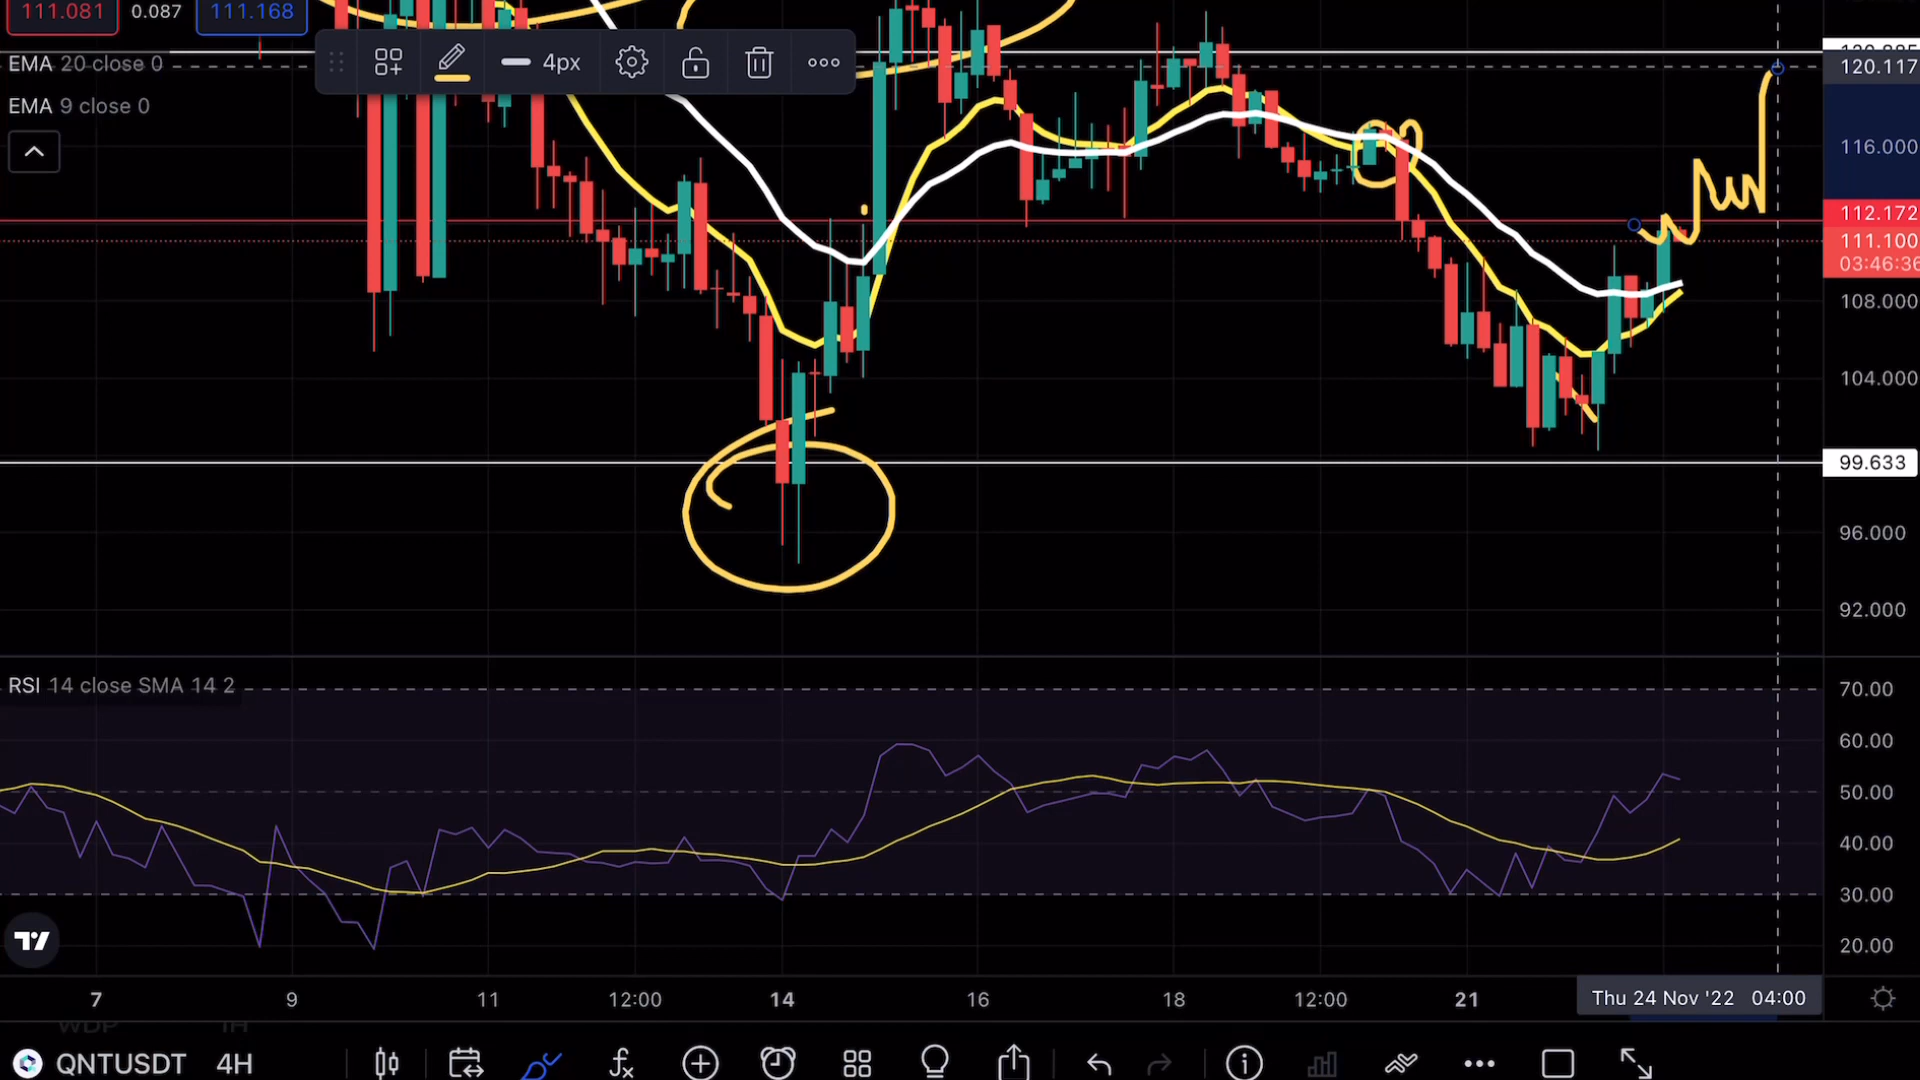 111.081 0.087 111.168
EMA 20 close 0
EMA 9 close 0
4px
120.117
116.000
112.172
111.100
03:46:36
108.000
104.000
99.633
96.000
92.000
RSI 14 close SMA 14 2
70.00
60.00
50.00
40.00
30.00
20.00
7 9 11 12:00 14 16 18 12:00 21 Thu 24 Nov '22 04:00
QNTUSDT 4H